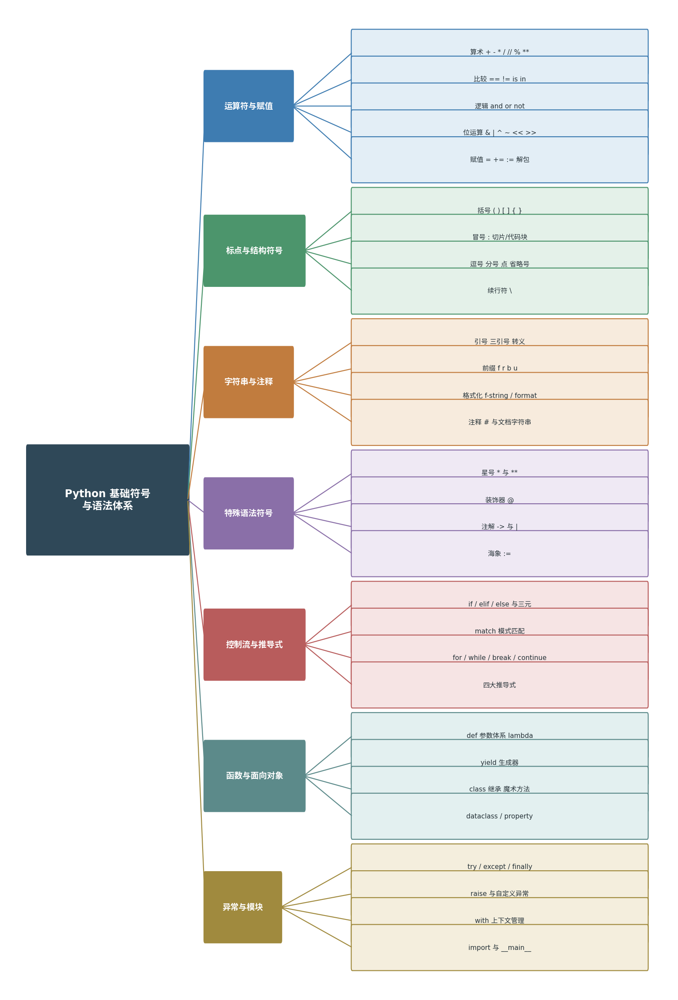 Python 基础符号
与语法体系
运算符与赋值
算术 + - * / // % **
比较 == != is in
逻辑 and or not
位运算 & | ^ ~ << >>
赋值 = += := 解包
标点与结构符号
括号 ( ) [ ] { }
冒号 : 切片/代码块
逗号 分号 点 省略号
续行符 \
字符串与注释
引号 三引号 转义
前缀 f r b u
格式化 f-string / format
注释 # 与文档字符串
特殊语法符号
星号 * 与 **
装饰器 @
注解 -> 与 |
海象 :=
控制流与推导式
if / elif / else 与三元
match 模式匹配
for / while / break / continue
四大推导式
函数与面向对象
def 参数体系 lambda
yield 生成器
class 继承 魔术方法
dataclass / property
异常与模块
try / except / finally
raise 与自定义异常
with 上下文管理
import 与 __main__